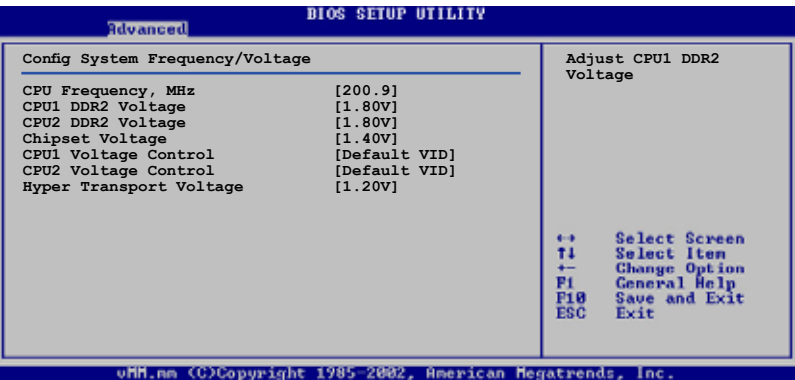 BIOS SETUP UTILITY
Advanced
Config System Frequency/Voltage
CPU Frequency, MHz [200.9]
CPU1 DDR2 Voltage [1.80V]
CPU2 DDR2 Voltage [1.80V]
Chipset Voltage [1.40V]
CPU1 Voltage Control [Default VID]
CPU2 Voltage Control [Default VID]
Hyper Transport Voltage [1.20V]
Adjust CPU1 DDR2
Voltage
↔ Select Screen
↑↓ Select Item
+- Change Option
F1 General Help
F10 Save and Exit
ESC Exit
vMM.mm (C)Copyright 1985-2002, American Megatrends, Inc.